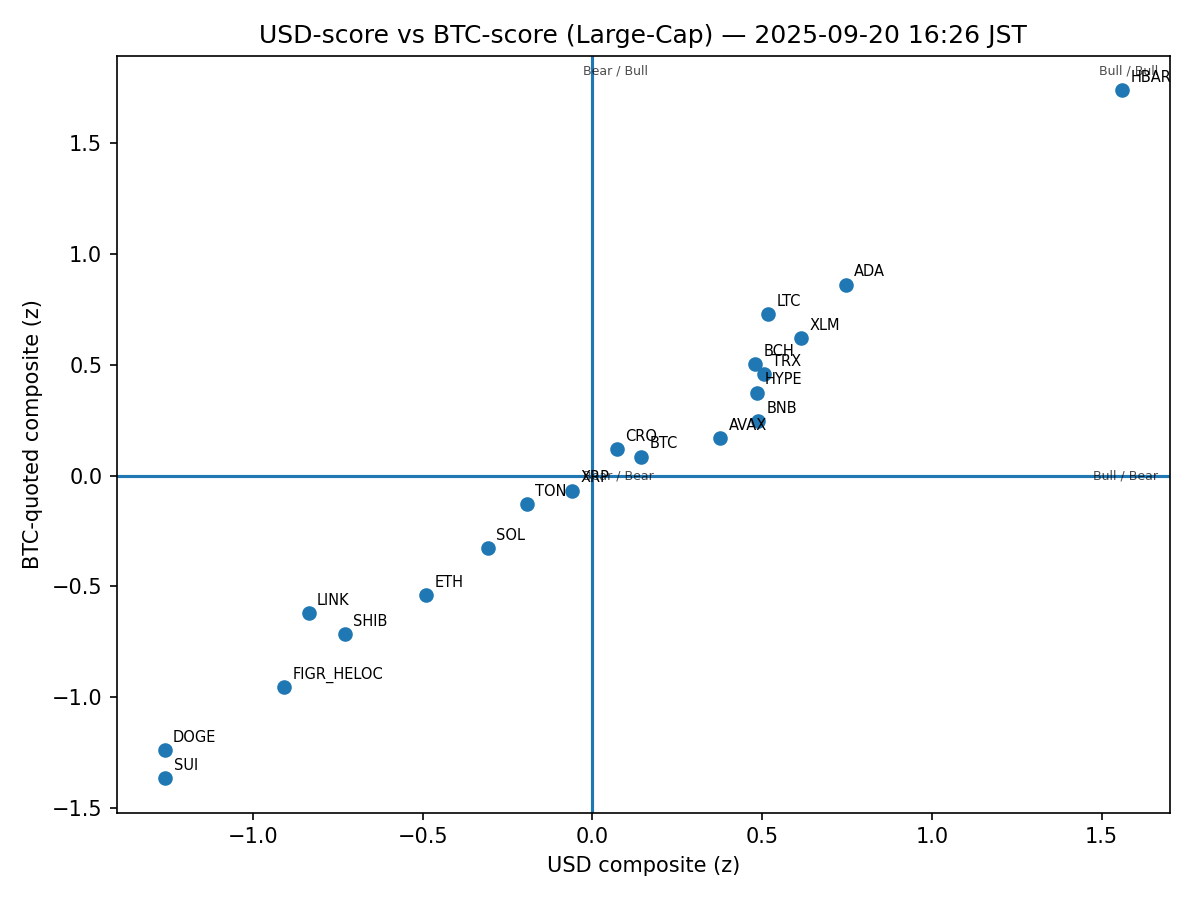 USD-score vs BTC-score (Large-Cap) — 2025-09-20 16:26 JST
Bear / Bull
Bull / Bull
HBAR
1.5
1.0
ADA
LTC
XLM
BCH
TRX
0.5
HYPE
BNB
AVAX
CRO
BTC
0.0
XRP
Bear / Bear
Bull / Bear
TON
SOL
−0.5
ETH
LINK
SHIB
FIGR_HELOC
−1.0
DOGE
SUI
−1.5
−1.0
−0.5
0.0
0.5
1.0
1.5
USD composite (z)
BTC-quoted composite (z)